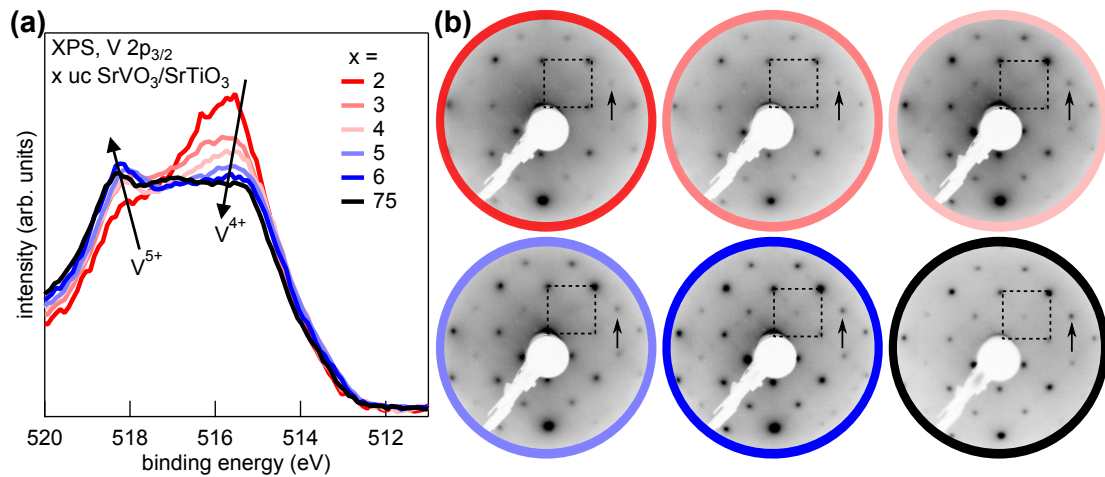 (a)
XPS, V 2p3/2
x uc SrVO3/SrTiO3
x =
2
3
4
5
6
75
V5+
V4+
intensity (arb. units)
520
518
516
514
512
binding energy (eV)
(b)